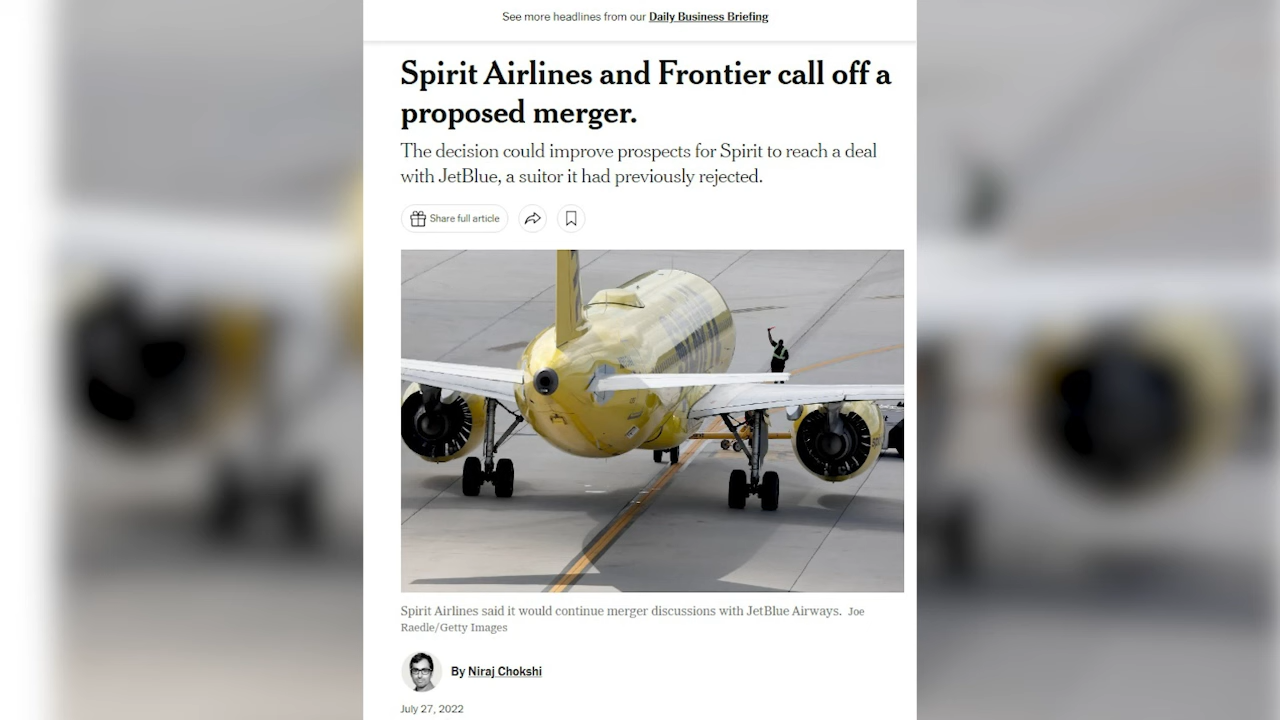 See more headlines from our Daily Business Briefing
Spirit Airlines and Frontier call off a
proposed merger.
The decision could improve prospects for Spirit to reach a deal
with JetBlue, a suitor it had previously rejected.
Share full article
Spirit Airlines said it would continue merger discussions with JetBlue Airways. Joe
Raedle/Getty Images
By Niraj Chokshi
July 27, 2022